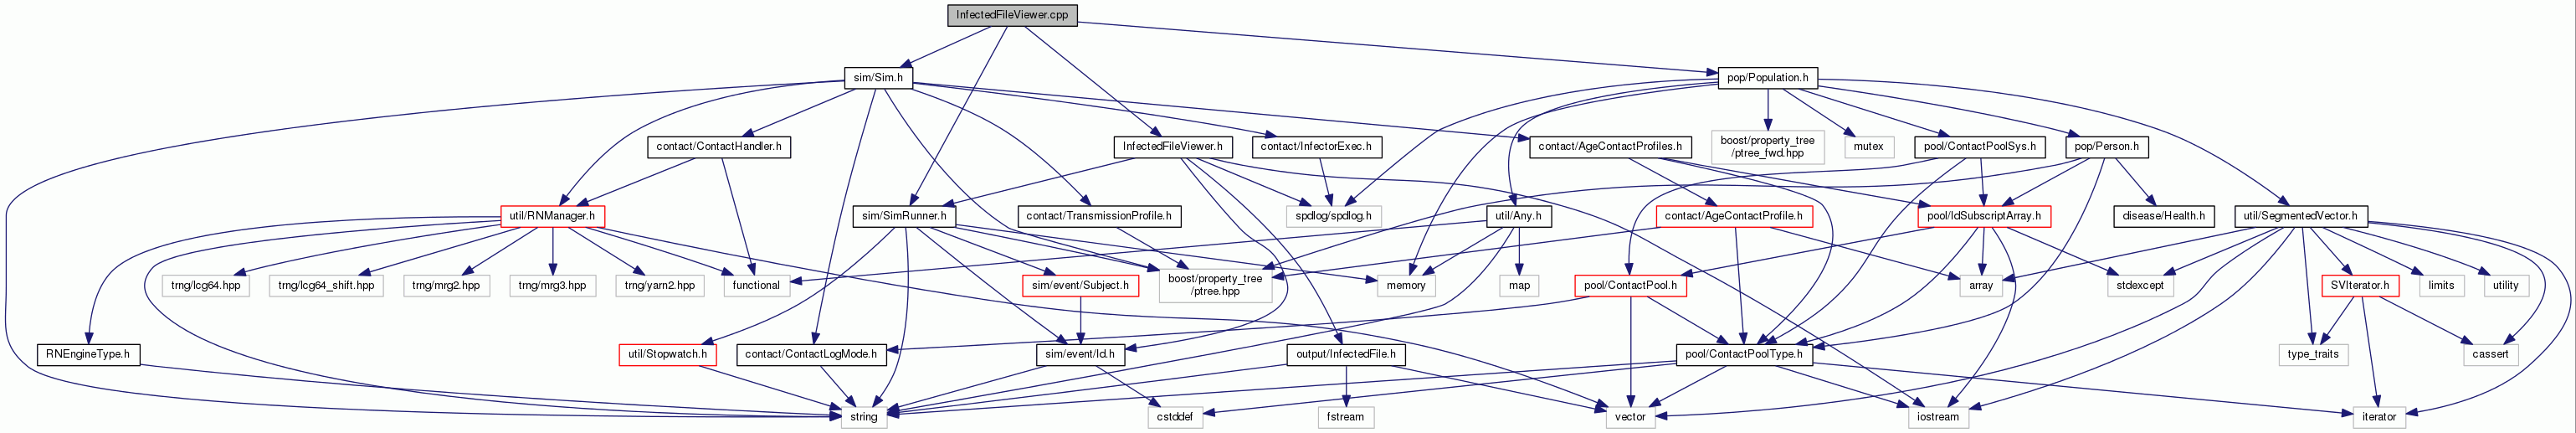 InfectedFileViewer.cpp
sim/Sim.h
pop/Population.h
contact/ContactHandler.h
InfectedFileViewer.h
contact/InfectorExec.h
contact/AgeContactProfiles.h
boost/property_tree
/ptree_fwd.hpp
mutex
pool/ContactPoolSys.h
pop/Person.h
util/RNManager.h
sim/SimRunner.h
contact/TransmissionProfile.h
spdlog/spdlog.h
util/Any.h
contact/AgeContactProfile.h
pool/IdSubscriptArray.h
disease/Health.h
util/SegmentedVector.h
trng/lcg64.hpp
trng/lcg64_shift.hpp
trng/mrg2.hpp
trng/mrg3.hpp
trng/yarn2.hpp
functional
sim/event/Subject.h
boost/property_tree
/ptree.hpp
memory
map
pool/ContactPool.h
array
stdexcept
SVIterator.h
limits
utility
RNEngineType.h
util/Stopwatch.h
contact/ContactLogMode.h
sim/event/Id.h
output/InfectedFile.h
pool/ContactPoolType.h
type_traits
cassert
string
cstddef
fstream
vector
iostream
iterator